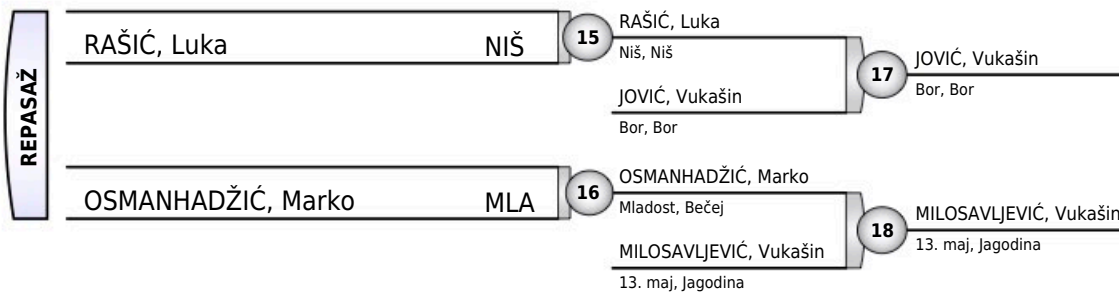 REPASAŽ
RAŠIĆ, Luka NIŠ
15
RAŠIĆ, Luka
Niš, Niš
JOVIĆ, Vukašin
Bor, Bor
17
JOVIĆ, Vukašin
Bor, Bor
OSMANHADŽIĆ, Marko MLA
16
OSMANHADŽIĆ, Marko
Mladost, Bečej
MILOSAVLJEVIĆ, Vukašin
13. maj, Jagodina
18
MILOSAVLJEVIĆ, Vukašin
13. maj, Jagodina